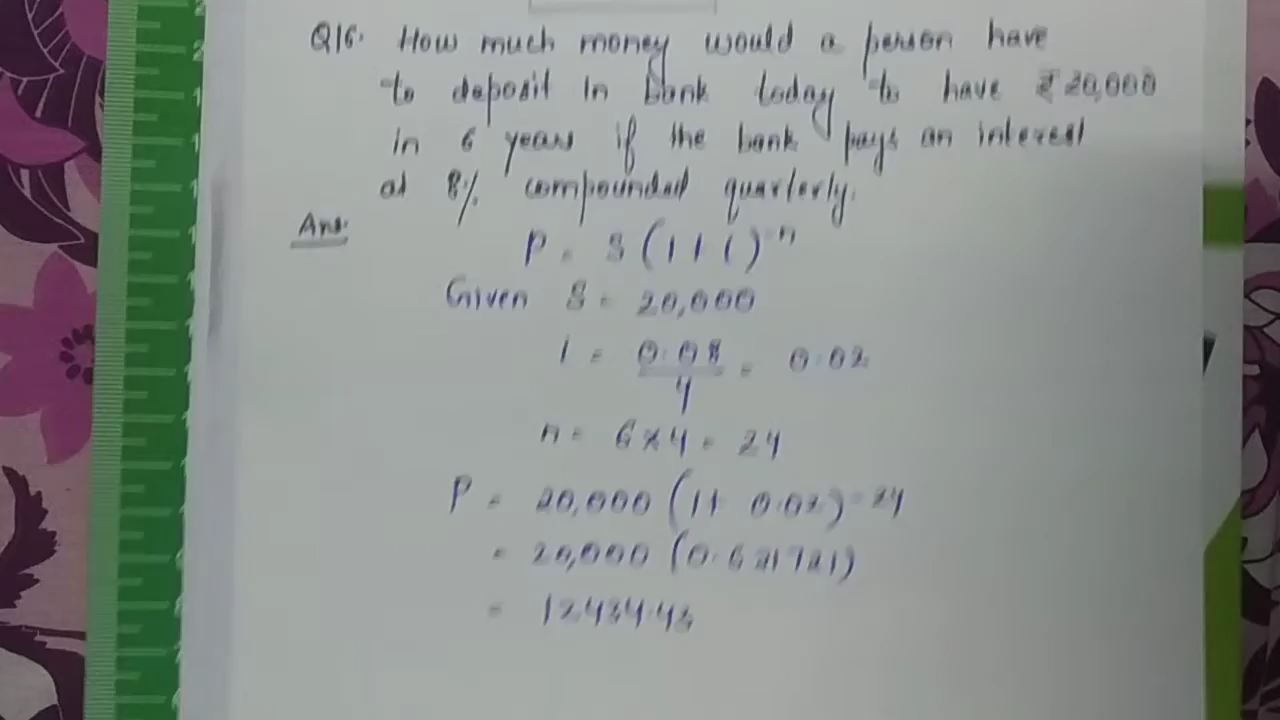 Q16. How much money would a person have
to deposit in bank today to have ₹ 20,000
in 6 years if the bank pays an interest
at 8% compounded quarterly.
Ans.
P = S (1 + i)^-n
Given S = 20,000
i = 0.08/4 = 0.02
n = 6 × 4 = 24
P = 20,000 (1 + 0.02)^-24
= 20,000 (0.621721)
= 12434.43